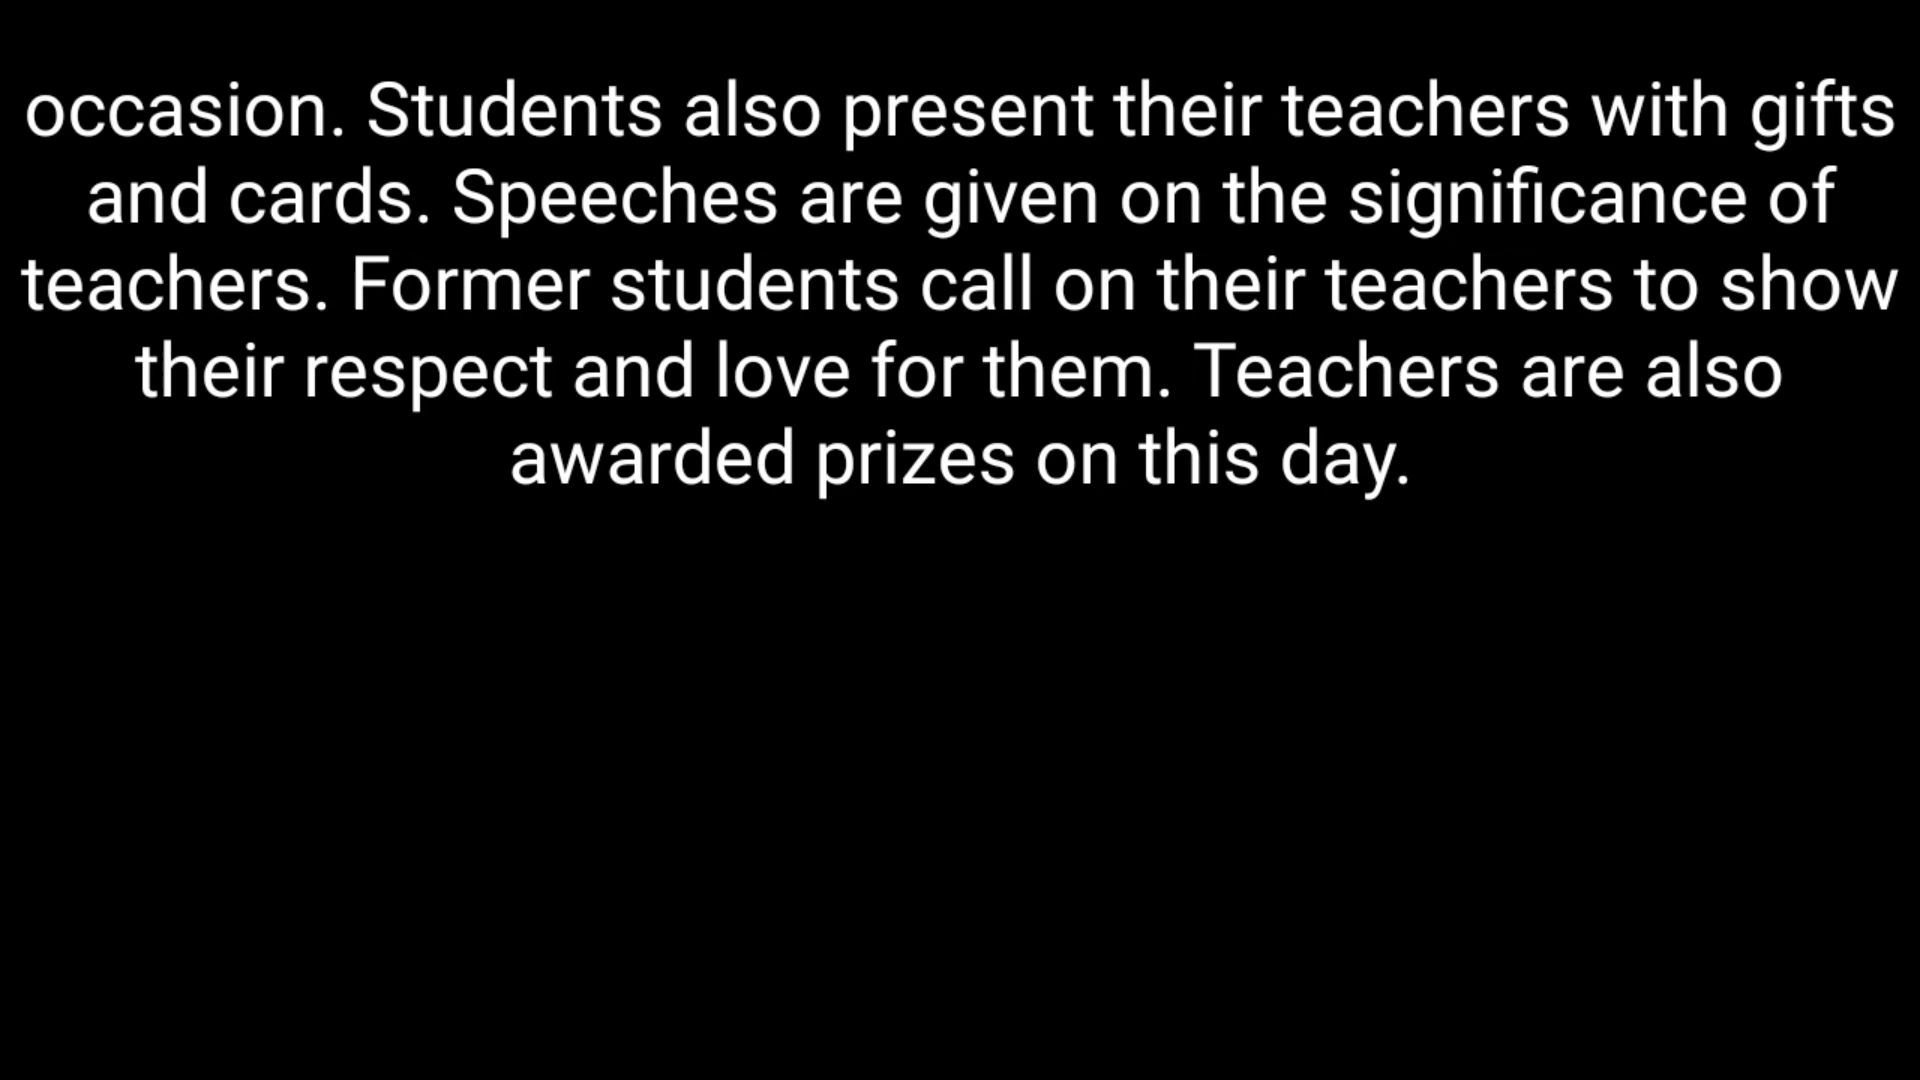 occasion. Students also present their teachers with gifts
and cards. Speeches are given on the significance of
teachers. Former students call on their teachers to show
their respect and love for them. Teachers are also
awarded prizes on this day.